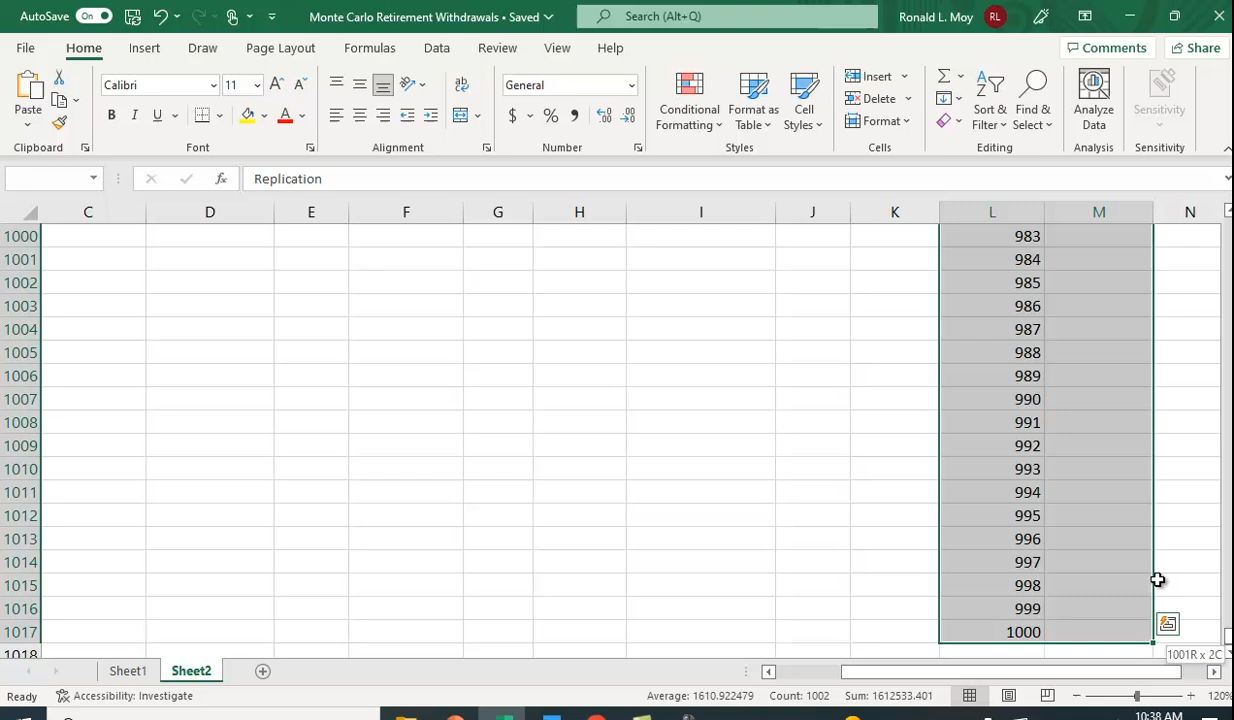 AutoSave On Monte Carlo Retirement Withdrawals • Saved Search (Alt+Q) Ronald L. Moy RL
File Home Insert Draw Page Layout Formulas Data Review View Help Comments Share
Calibri 11 General Insert
Paste Conditional Formatting Format as Table Cell Styles Delete Sort & Filter Find & Select Analyze Data Sensitivity
B I U $ % 9 Format
Clipboard Font Alignment Number Styles Cells Editing Analysis Sensitivity
fx Replication
C D E F G H I J K L M N
1000 983
1001 984
1002 985
1003 986
1004 987
1005 988
1006 989
1007 990
1008 991
1009 992
1010 993
1011 994
1012 995
1013 996
1014 997
1015 998
1016 999
1017 1000
1018
1001R x 2C
Sheet1 Sheet2
Ready Accessibility: Investigate Average: 1610.922479 Count: 1002 Sum: 1612533.401 120%
10:38 AM